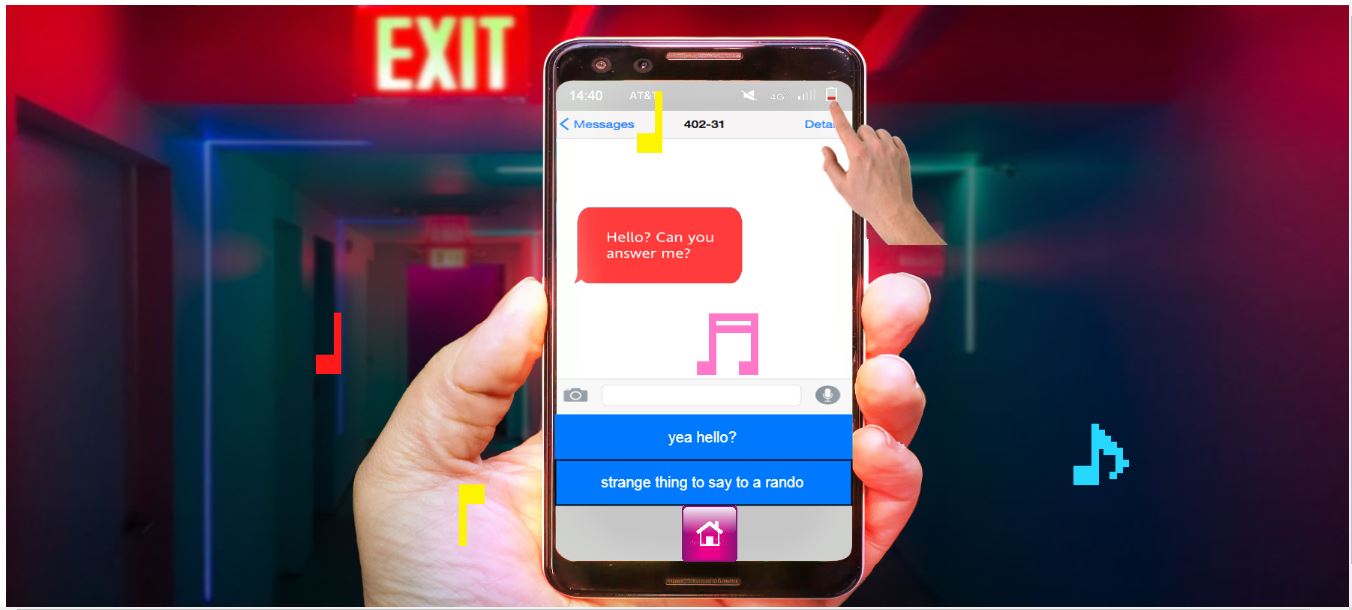 EXIT
14:40 AT&T 4G
Messages 402-31
Hello? Can you
answer me?
yea hello?
strange thing to say to a rando